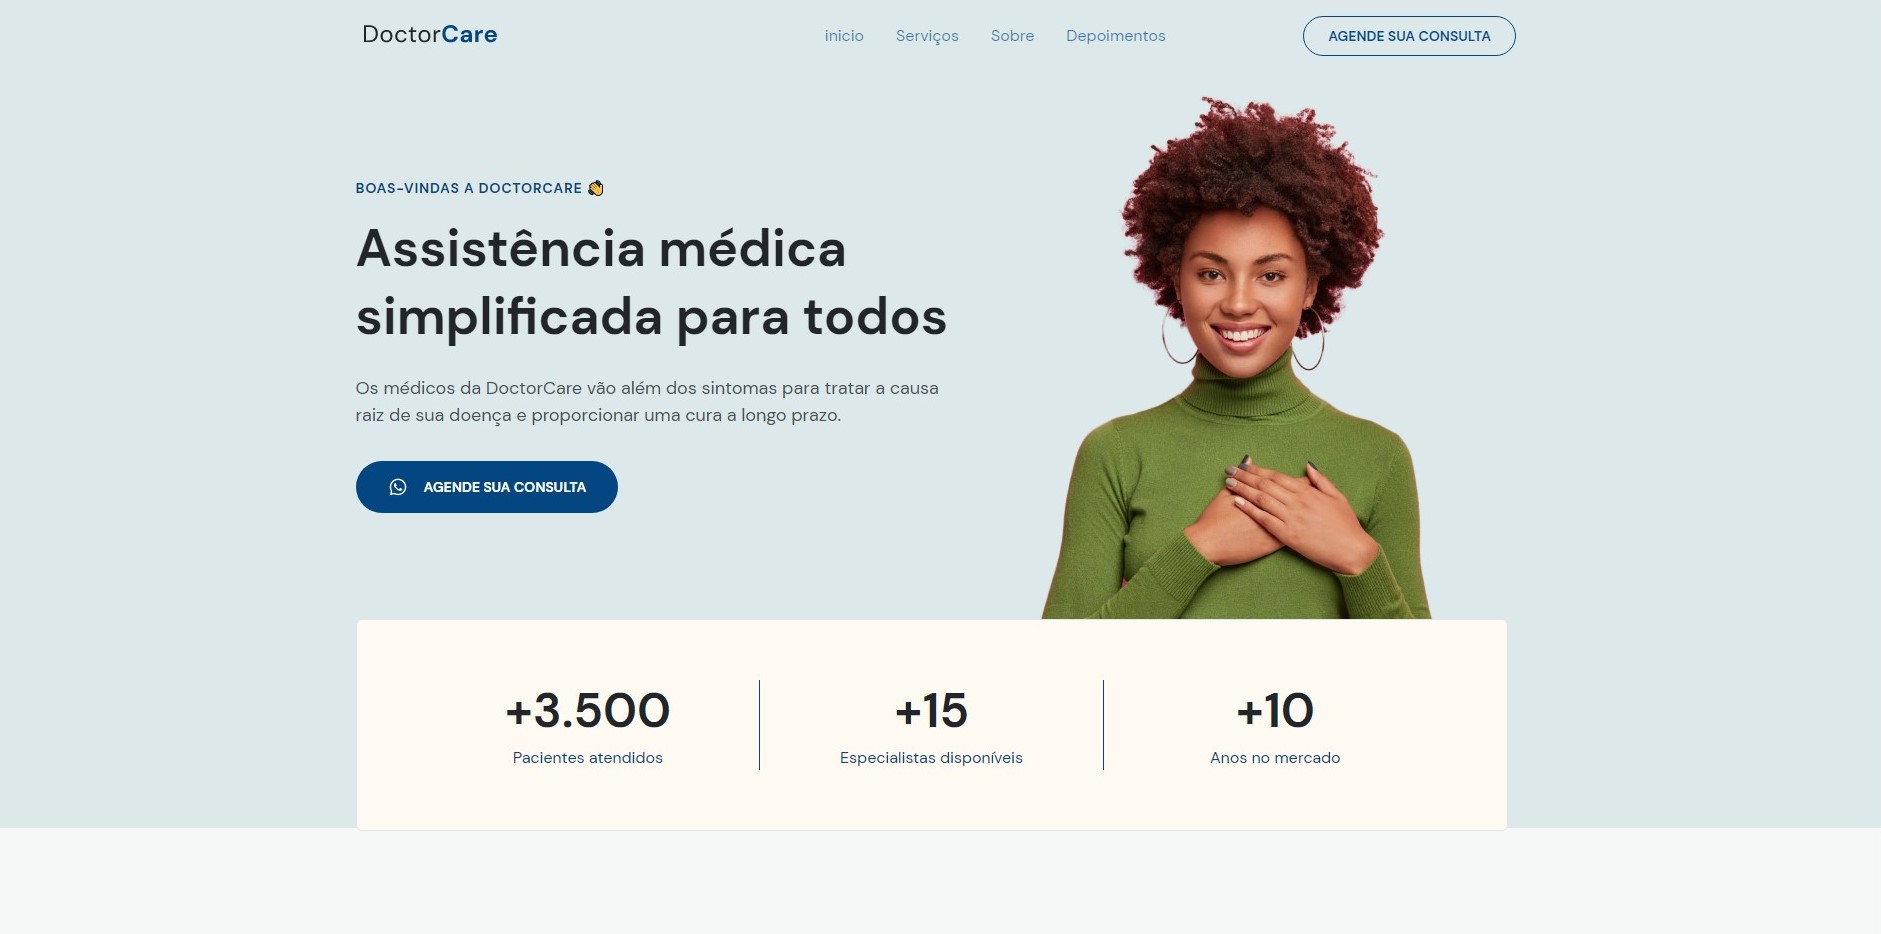 DoctorCare
inicio Serviços Sobre Depoimentos
AGENDE SUA CONSULTA
BOAS-VINDAS A DOCTORCARE 👋
Assistência médica
simplificada para todos
Os médicos da DoctorCare vão além dos sintomas para tratar a causa
raiz de sua doença e proporcionar uma cura a longo prazo.
AGENDE SUA CONSULTA
+3.500
Pacientes atendidos
+15
Especialistas disponíveis
+10
Anos no mercado